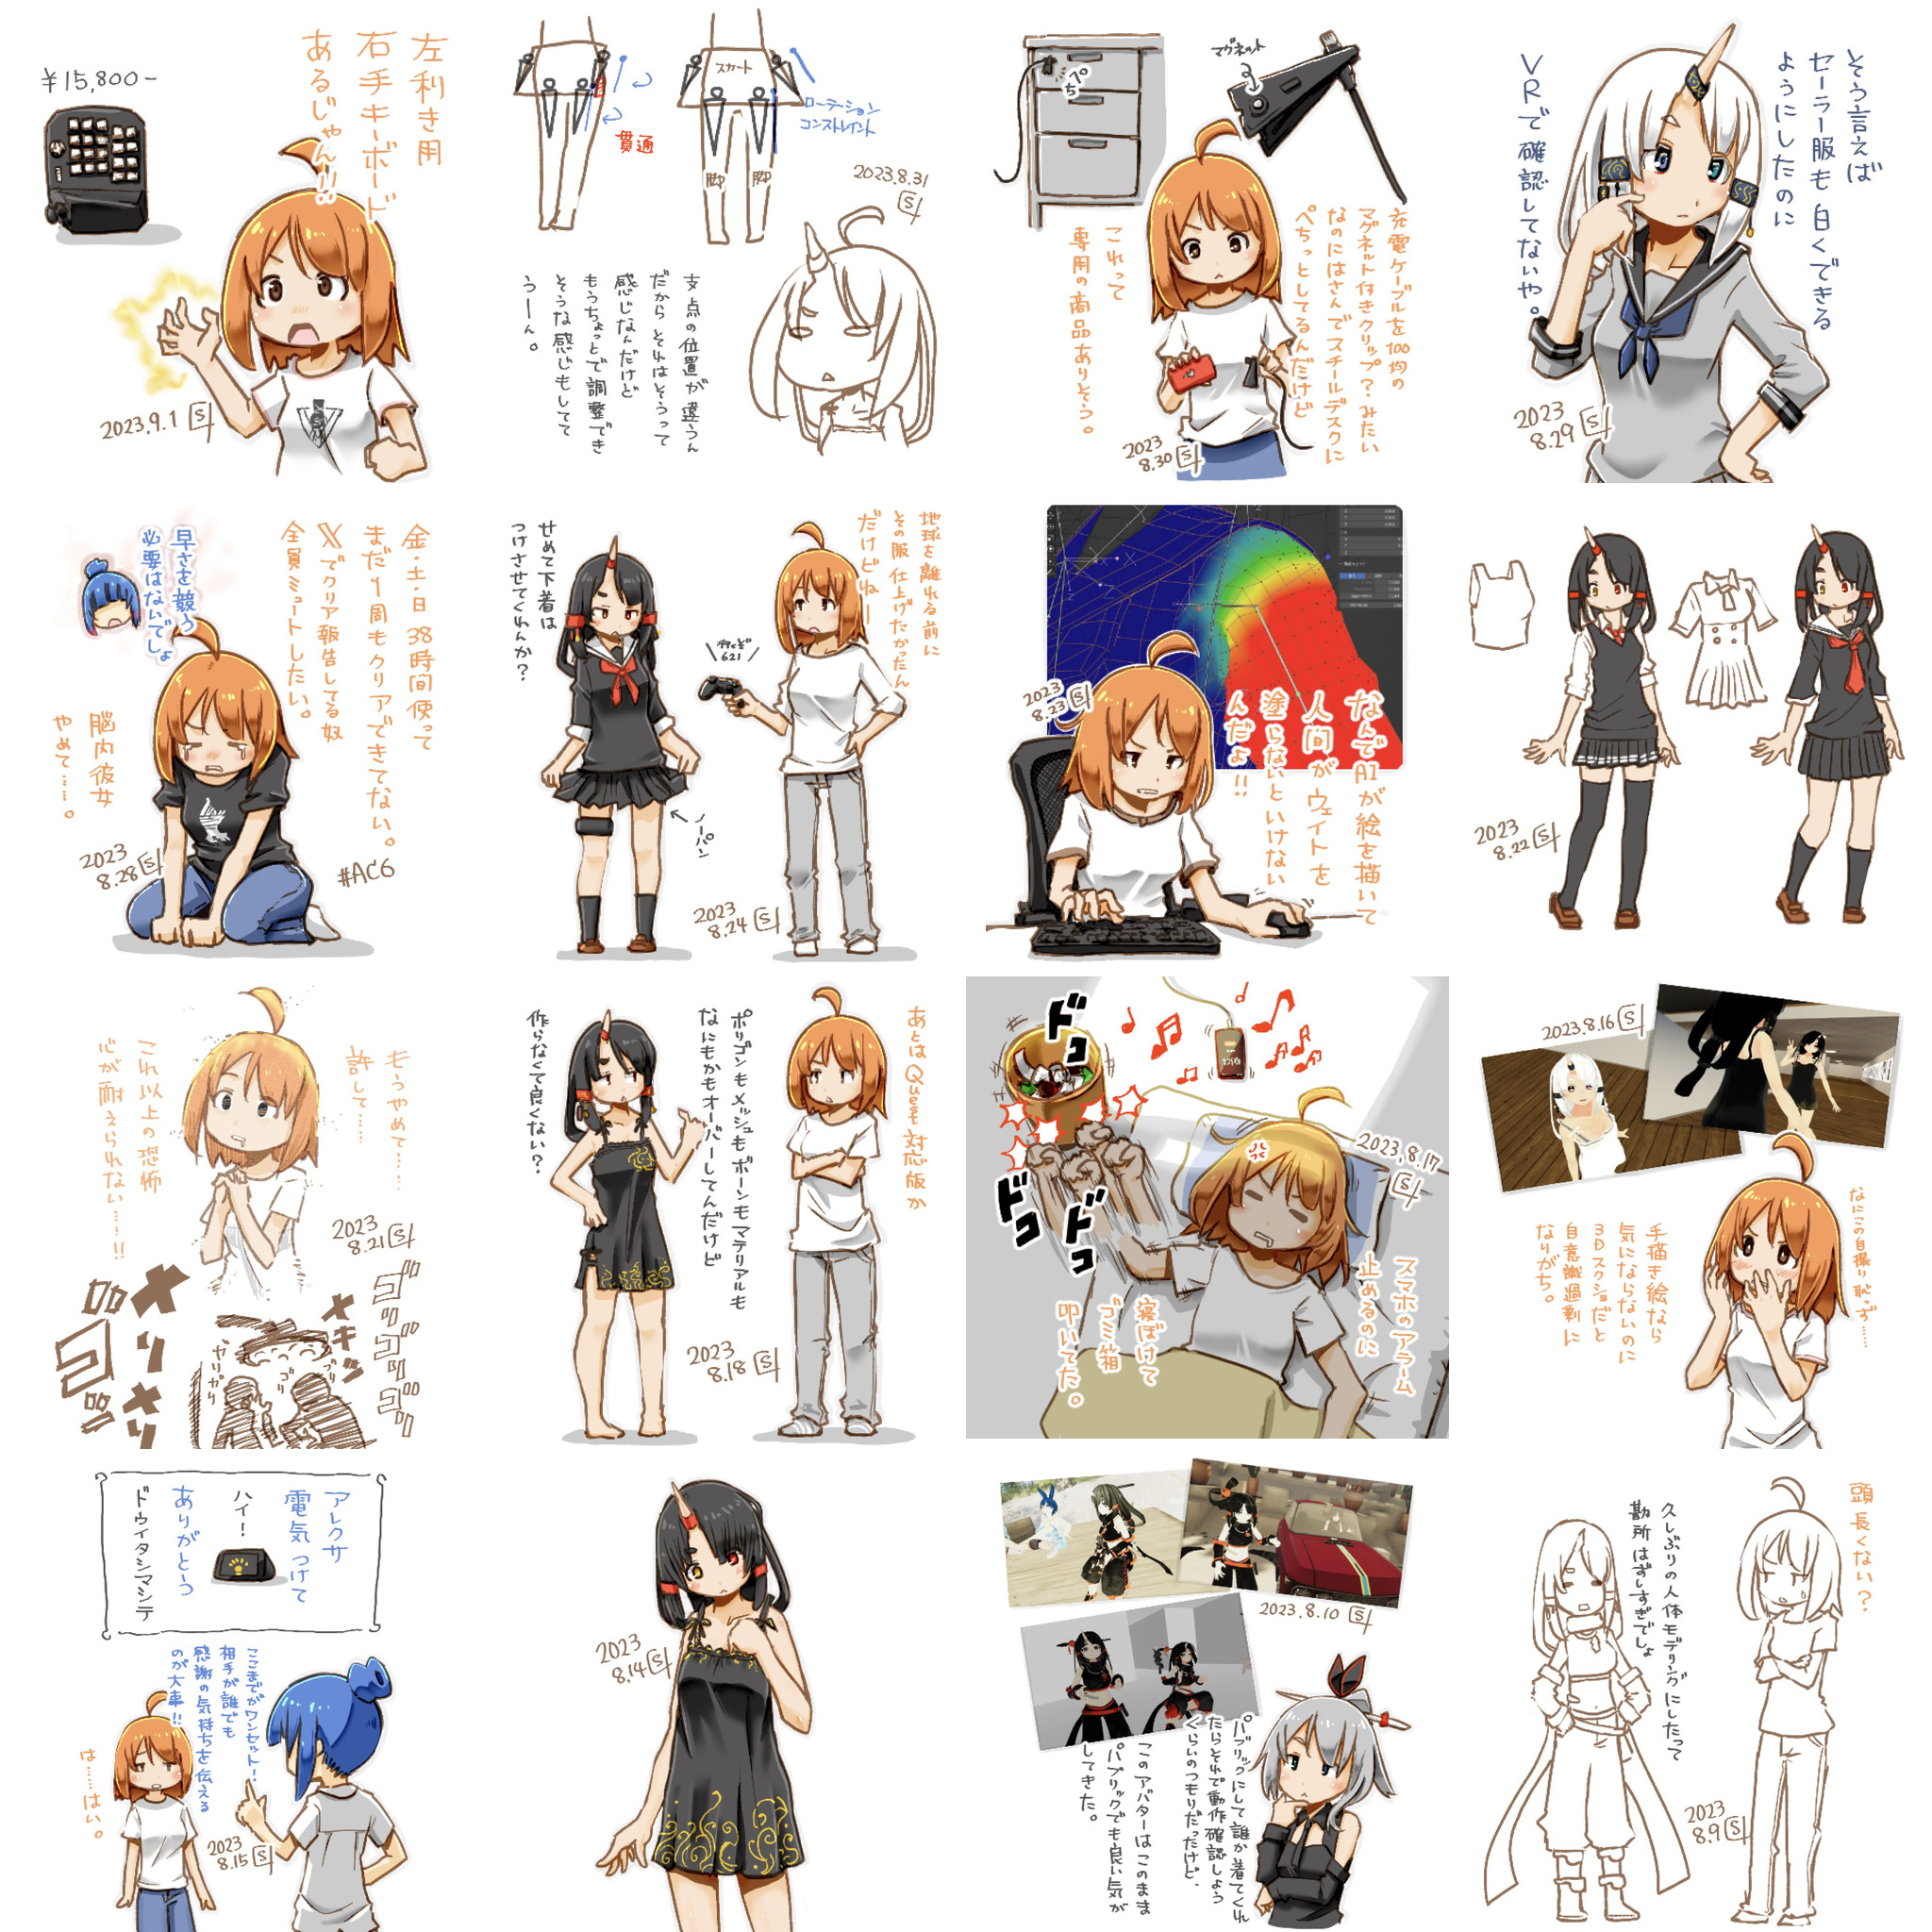 左利き用
右手キーボード
あるじゃん!!
¥15,800-
2023.9.1 S
スカート
ローテーション
コンストレイント
貫通
脚
脚
2023.8.31
S
支点の位置が違うん
だからとそれはそうって
感じなんだけど
もうちょっとで調整でき
そうな感じもしてて
うーん。
マグネット
ぺち
充電ケーブルを100均の
マグネット付きクリップ?みたい
なのにはさんでスチールデスクに
ぺちっとしてるんだけど
これって
専用の商品ありそう。
2023
8.30 S
そう言えば
セーラー服も白くできる
ようにしたのに
VRで確認してないや。
2023
8.29 S
金・土・日38時間使って
まだ1周もクリアできてない。
Xでクリア報告してる奴
全員ミュートしたい。
早さを競う
必要はないでしょ
脳内彼女
やめて……。
2023
8.28 S
#AC6
地球を離れる前に
その服仕上げたかったん
だけどねー
行くぞ
621
せめて下着は
つけさせてくれんか?
ノーパン
2023
8.24 S
なんでAIが絵を描いて
人間がウェイトを
塗らないといけない
んだよ!!
2023
8.23 S
2023
8.22 S
もうやめて……
許して……
これ以上の恐怖
心が耐えられない……!!
2023
8.21 S
メリメリ
メキッ
ゴリ
ガリガリ
ゴッゴッゴッ
あとはQuest対応版か
ポリゴンもメッシュもボーンもマテリアルも
なにもかもオーバーしてんだけど
作らなくて良くない?
2023
8.18 S
ドコ
ドコ
ドコ
2023.8.17
S
スマホのアラーム
止めるのに
寝ぼけて
ゴミ箱
叩いてた。
2023.8.16 S
なにこの自撮り恥っず……
手描き絵なら
気にならないのに
3Dスクショだと
自意識過剰に
なりがち。
アレクサ
電気つけて
ハイ!
ありがとう
ドウイタシマシテ
ここまでがワンセット!
相手が誰でも
感謝の気持ちを伝える
のが大事!!
は……はい。
2023
8.15 S
2023
8.14 S
2023.8.10 S
パブリックにして誰か着てくれ
たらそれで動作確認しよう
くらいのつもりだったけど、
このアバターはこのまま
パブリックでも良い気が
してきた。
頭長くない?
久しぶりの人体モデリングにしたって
勘所はずしすぎでしょ
2023
8.9 S